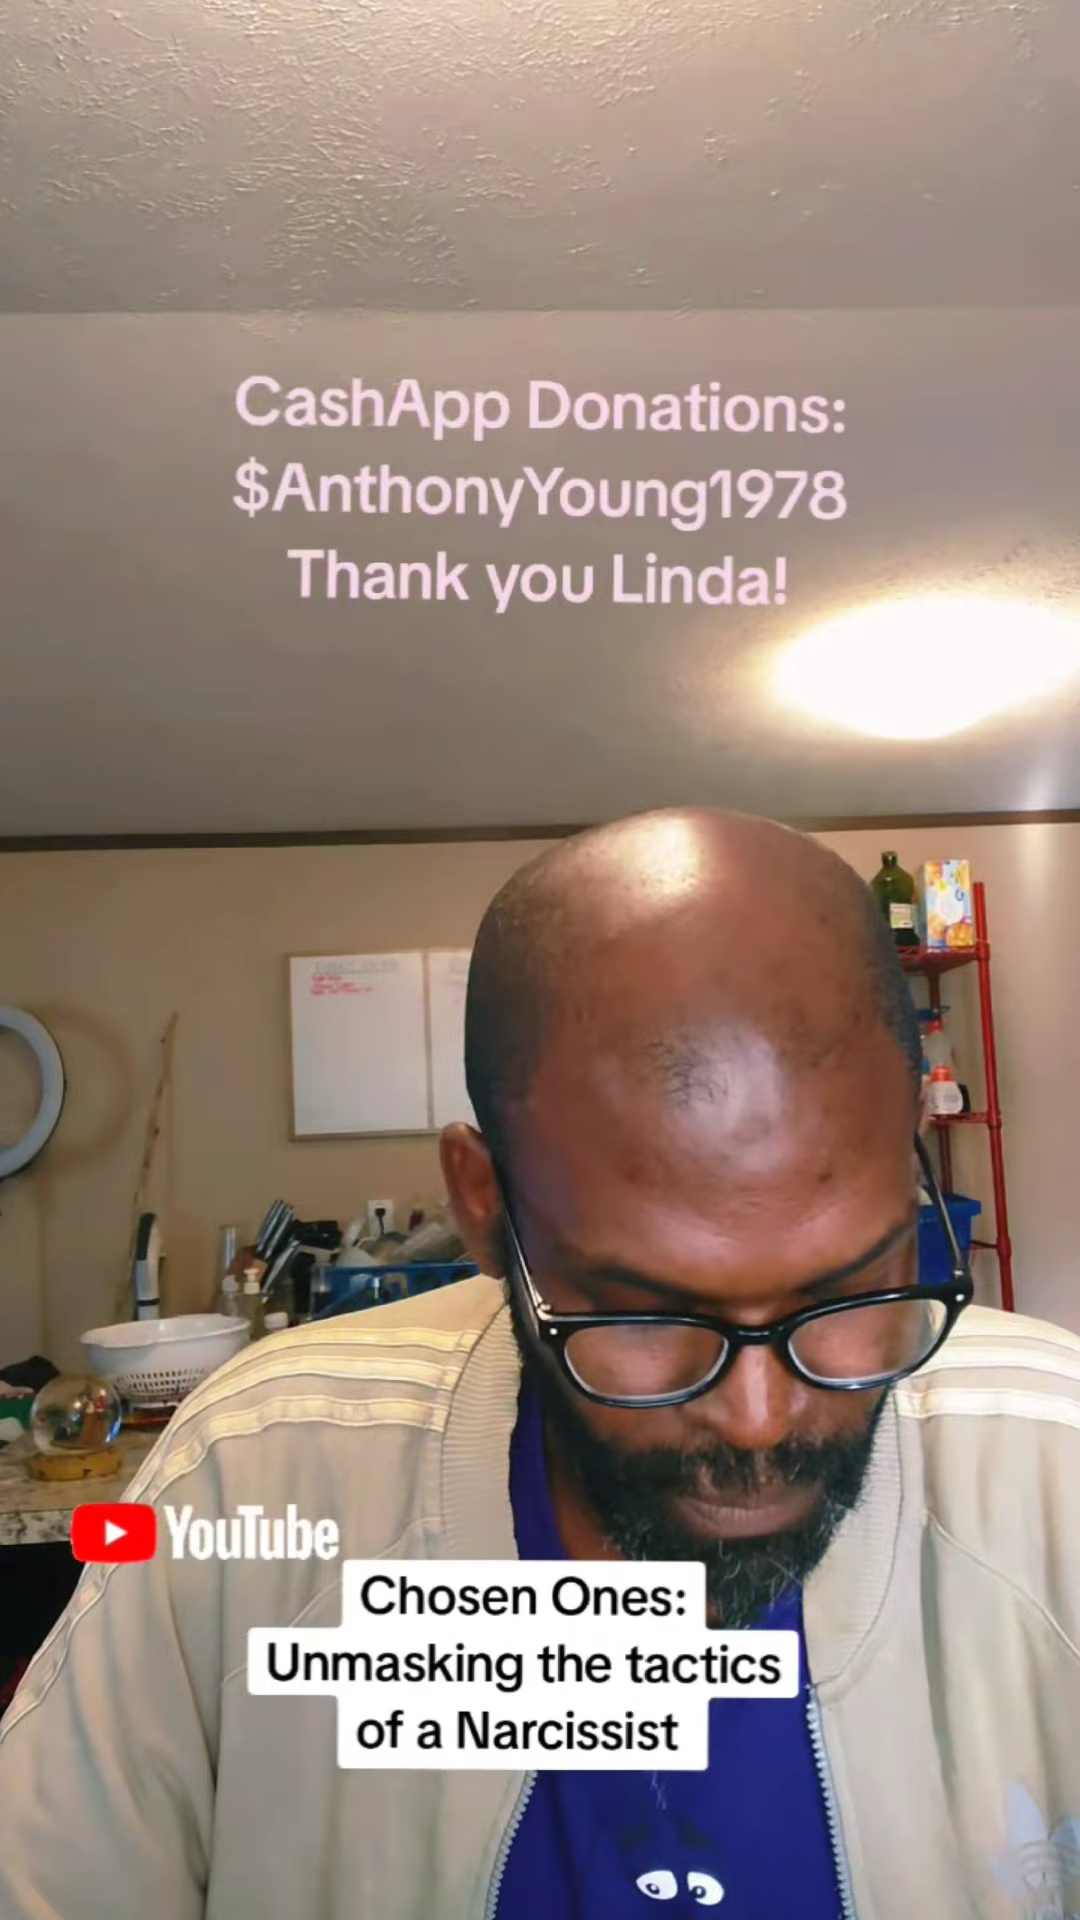 CashApp Donations:
$AnthonyYoung1978
Thank you Linda!
YouTube
Chosen Ones:
Unmasking the tactics
of a Narcissist